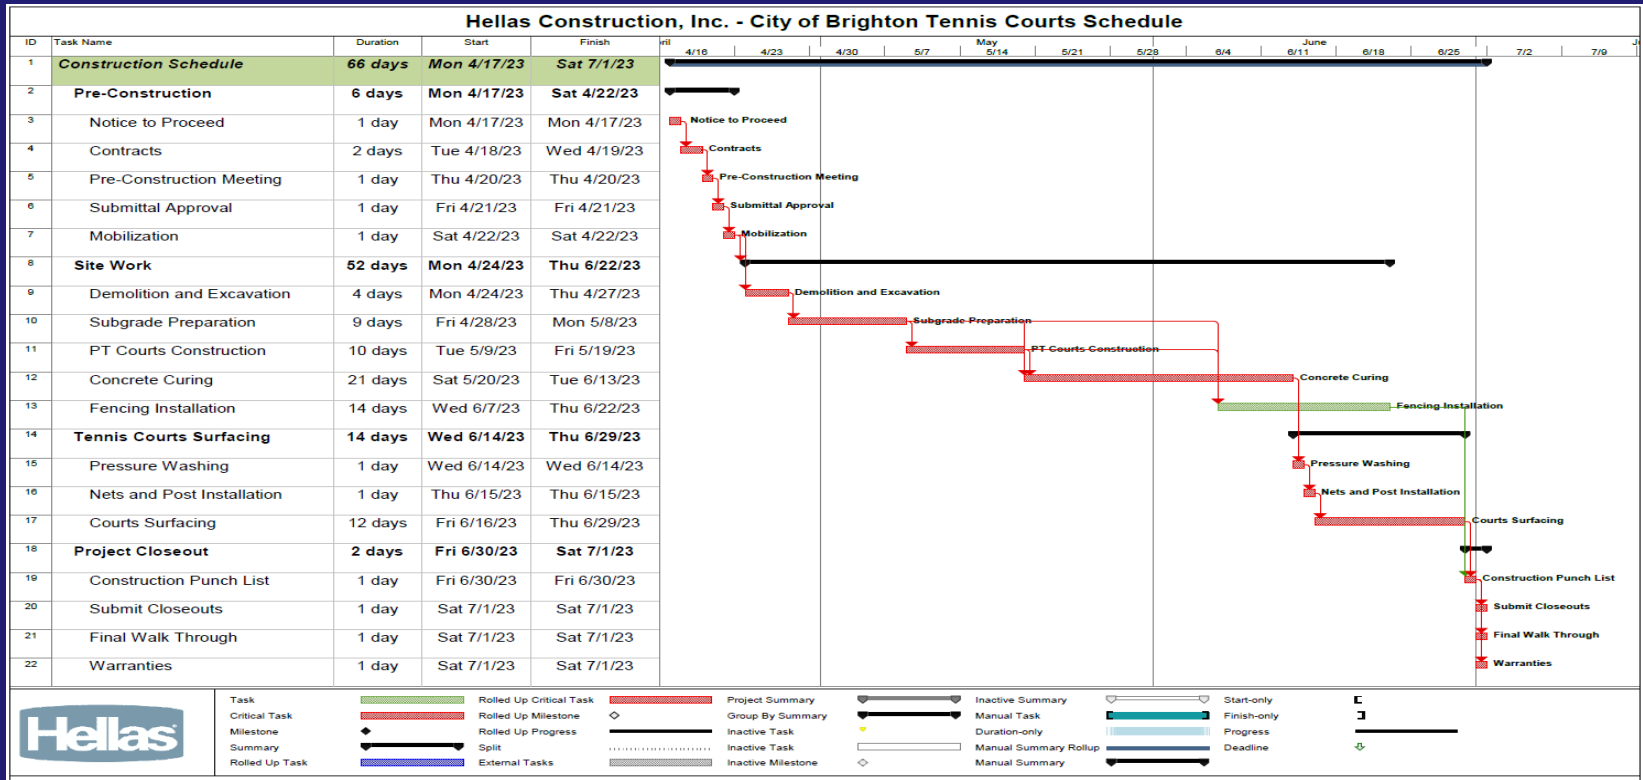 Hellas Construction, Inc. - City of Brighton Tennis Courts Schedule
ID Task Name Duration Start Finish May June
4/16 4/23 4/30 5/7 5/14 5/21 5/28 6/4 6/11 6/18 6/25 7/2 7/9
1 Construction Schedule 66 days Mon 4/17/23 Sat 7/1/23
2 Pre-Construction 6 days Mon 4/17/23 Sat 4/22/23
3 Notice to Proceed 1 day Mon 4/17/23 Mon 4/17/23 Notice to Proceed
4 Contracts 2 days Tue 4/18/23 Wed 4/19/23 Contracts
5 Pre-Construction Meeting 1 day Thu 4/20/23 Thu 4/20/23 Pre-Construction Meeting
6 Submittal Approval 1 day Fri 4/21/23 Fri 4/21/23 Submittal Approval
7 Mobilization 1 day Sat 4/22/23 Sat 4/22/23 Mobilization
8 Site Work 52 days Mon 4/24/23 Thu 6/22/23
9 Demolition and Excavation 4 days Mon 4/24/23 Thu 4/27/23 Demolition and Excavation
10 Subgrade Preparation 9 days Fri 4/28/23 Mon 5/8/23 Subgrade Preparation
11 PT Courts Construction 10 days Tue 5/9/23 Fri 5/19/23 PT Courts Construction
12 Concrete Curing 21 days Sat 5/20/23 Tue 6/13/23 Concrete Curing
13 Fencing Installation 14 days Wed 6/7/23 Thu 6/22/23 Fencing Installation
14 Tennis Courts Surfacing 14 days Wed 6/14/23 Thu 6/29/23
15 Pressure Washing 1 day Wed 6/14/23 Wed 6/14/23 Pressure Washing
16 Nets and Post Installation 1 day Thu 6/15/23 Thu 6/15/23 Nets and Post Installation
17 Courts Surfacing 12 days Fri 6/16/23 Thu 6/29/23 Courts Surfacing
18 Project Closeout 2 days Fri 6/30/23 Sat 7/1/23
19 Construction Punch List 1 day Fri 6/30/23 Fri 6/30/23 Construction Punch List
20 Submit Closeouts 1 day Sat 7/1/23 Sat 7/1/23 Submit Closeouts
21 Final Walk Through 1 day Sat 7/1/23 Sat 7/1/23 Final Walk Through
22 Warranties 1 day Sat 7/1/23 Sat 7/1/23 Warranties
Hellas
Task Rolled Up Critical Task Project Summary Inactive Summary Start-only
Critical Task Rolled Up Milestone Group By Summary Manual Task Finish-only
Milestone Rolled Up Progress Inactive Task Duration-only Progress
Summary Split Inactive Task Manual Summary Rollup Deadline
Rolled Up Task External Tasks Inactive Milestone Manual Summary